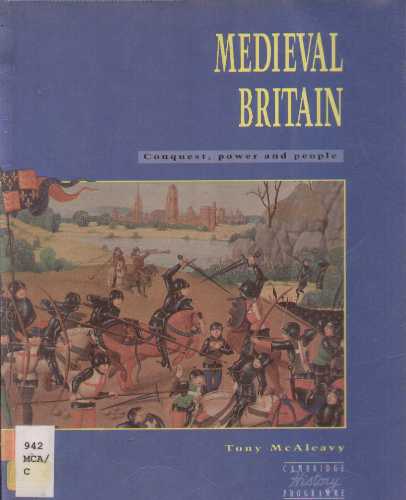 MEDIEVAL
BRITAIN
Conquest, power and people
942
MCA/
C
Tony McAleavy
CAMBRIDGE
History
PROGRAMME